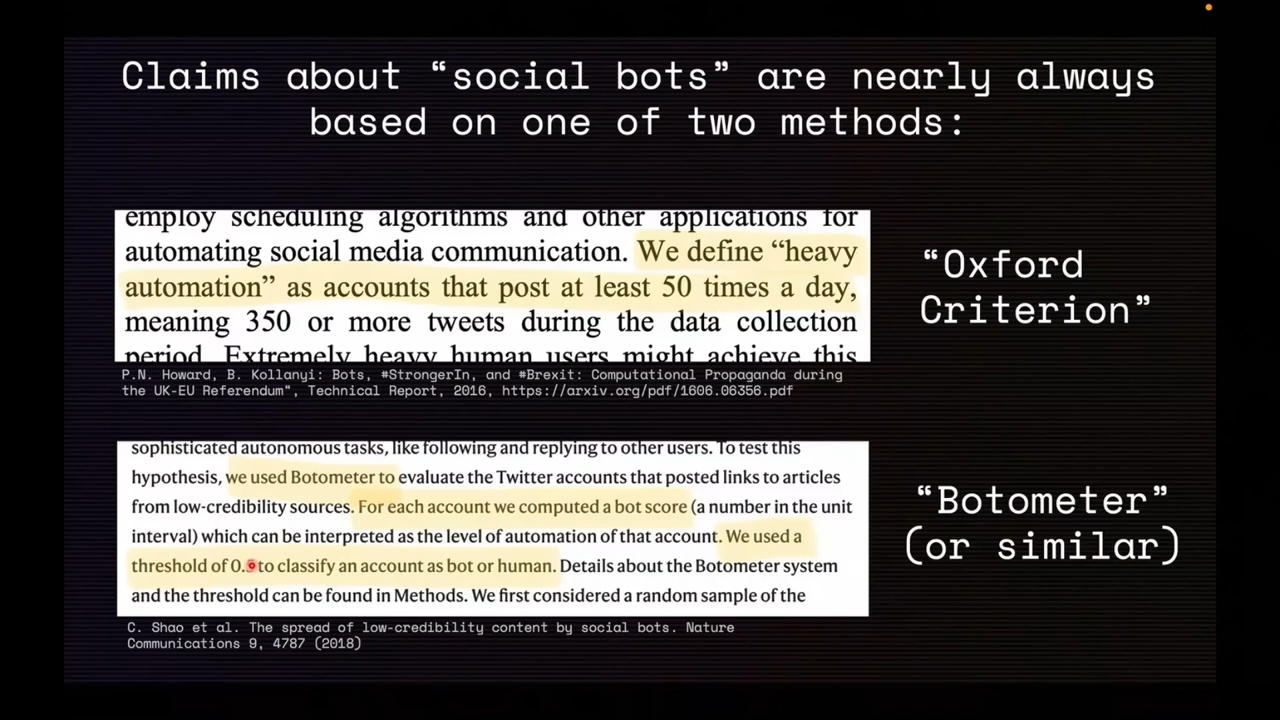 Claims about “social bots” are nearly always
based on one of two methods:
employ scheduling algorithms and other applications for
automating social media communication. We define “heavy
automation” as accounts that post at least 50 times a day,
meaning 350 or more tweets during the data collection
period. Extremely heavy human users might achieve this
“Oxford
Criterion”
P.N. Howard, B. Kollanyi: Bots, #StrongerIn, and #Brexit: Computational Propaganda during
the UK-EU Referendum“, Technical Report, 2016, https://arxiv.org/pdf/1606.06356.pdf
sophisticated autonomous tasks, like following and replying to other users. To test this
hypothesis, we used Botometer to evaluate the Twitter accounts that posted links to articles
from low-credibility sources. For each account we computed a bot score (a number in the unit
interval) which can be interpreted as the level of automation of that account. We used a
threshold of to classify an account as bot or human. Details about the Botometer system
and the threshold can be found in Methods. We first considered a random sample of the
“Botometer”
(or similar)
C. Shao et al. The spread of low-credibility content by social bots. Nature
Communications 9, 4787 (2018)